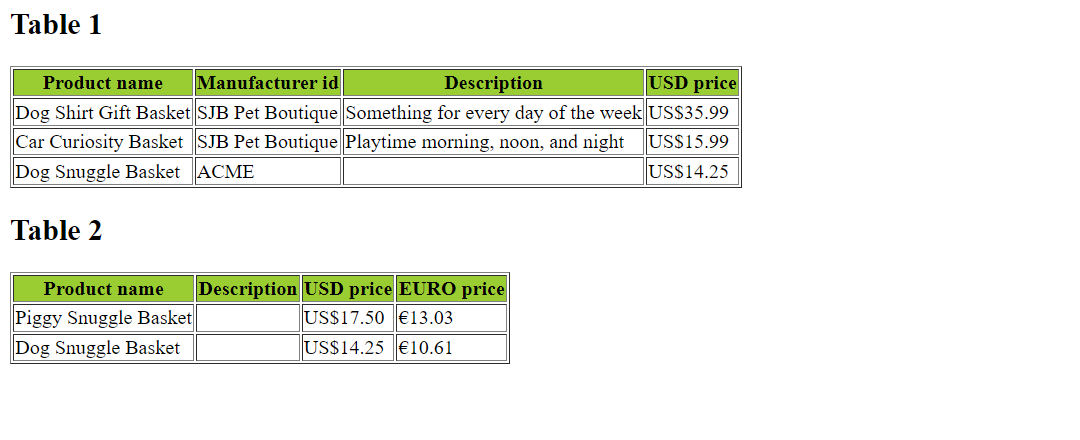 Table 1
Product name Manufacturer id Description USD price
Dog Shirt Gift Basket SJB Pet Boutique Something for every day of the week US$35.99
Car Curiosity Basket SJB Pet Boutique Playtime morning, noon, and night US$15.99
Dog Snuggle Basket ACME US$14.25
Table 2
Product name Description USD price EURO price
Piggy Snuggle Basket US$17.50 €13.03
Dog Snuggle Basket US$14.25 €10.61